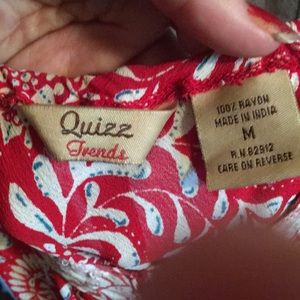 Quizz
Trends
100% RAYON
MADE IN INDIA
M
R.N.82912
CARE ON REVERSE